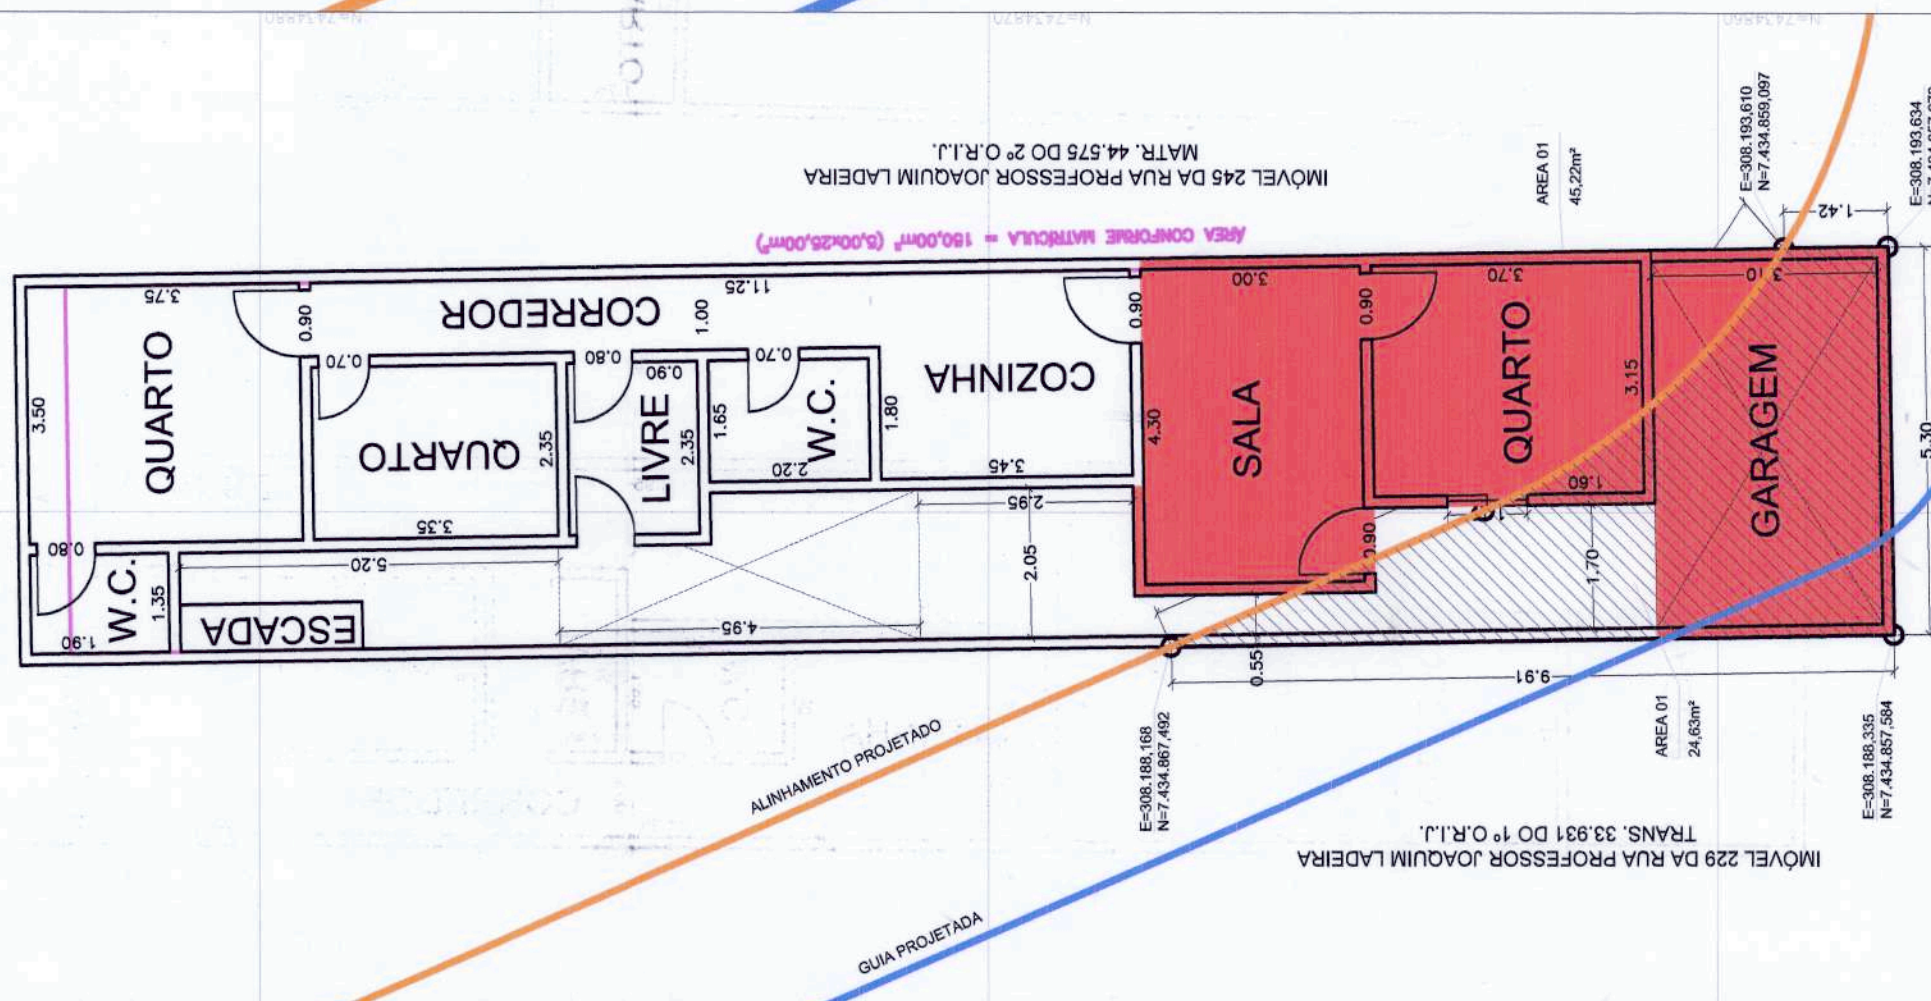 N=7434880
N=7434870
N=7434860
IMÓVEL 245 DA RUA PROFESSOR JOAQUIM LADEIRA
MATR. 44.575 DO 2º O.R.I.J.
ÁREA CONFORME MATRÍCULA = 150,00m² (5,00x25,00m²)
AREA 01
45,22m²
E=308.193,610
N=7.434.859,097
E=308.193,634
1.42
3.75
QUARTO
3.50
0.90
CORREDOR
11.25
1.00
0.70
QUARTO
2.35
3.35
0.80
0.90
LIVRE
2.35
0.70
1.65
W.C.
2.20
1.80
COZINHA
3.45
0.90
3.00
SALA
4.30
0.90
0.90
3.70
QUARTO
3.15
1.60
3.10
GARAGEM
5.30
0.80
W.C.
1.35
1.90
ESCADA
5.20
4.95
2.95
2.05
1.70
0.55
9.91
ALINHAMENTO PROJETADO
GUIA PROJETADA
E=308.188,168
N=7.434.867,492
AREA 01
24,63m²
E=308.188,335
N=7.434.857,584
IMÓVEL 229 DA RUA PROFESSOR JOAQUIM LADEIRA
TRANS. 33.931 DO 1º O.R.I.J.